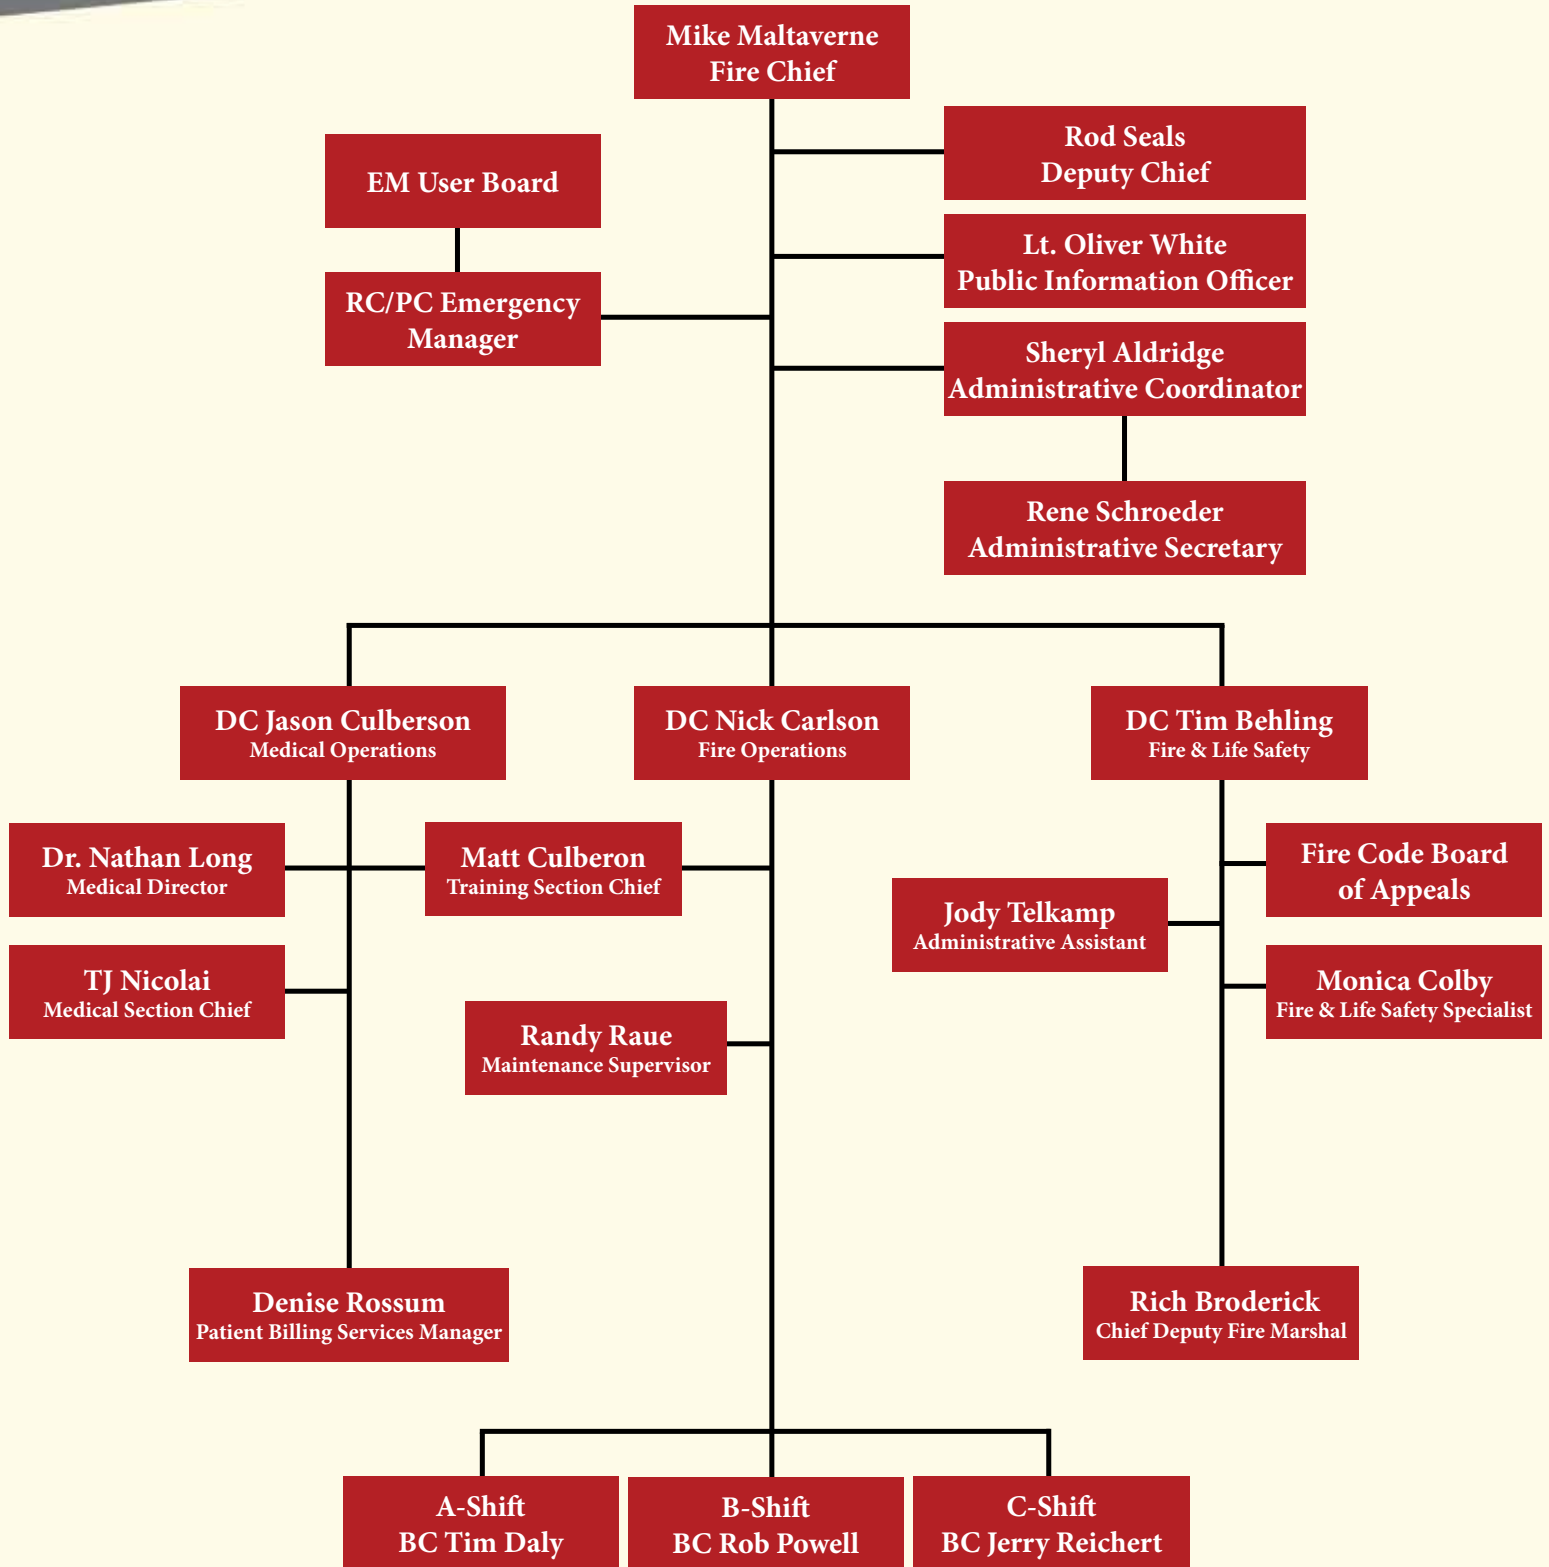 Mike Maltaverne
Fire Chief
Rod Seals
Deputy Chief
EM User Board
Lt. Oliver White
Public Information Officer
RC/PC Emergency
Manager
Sheryl Aldridge
Administrative Coordinator
Rene Schroeder
Administrative Secretary
DC Jason Culberson
Medical Operations
DC Nick Carlson
Fire Operations
DC Tim Behling
Fire & Life Safety
Dr. Nathan Long
Medical Director
Matt Culberon
Training Section Chief
Fire Code Board
of Appeals
Jody Telkamp
Administrative Assistant
TJ Nicolai
Medical Section Chief
Monica Colby
Fire & Life Safety Specialist
Randy Raue
Maintenance Supervisor
Denise Rossum
Patient Billing Services Manager
Rich Broderick
Chief Deputy Fire Marshal
A-Shift
BC Tim Daly
B-Shift
BC Rob Powell
C-Shift
BC Jerry Reichert